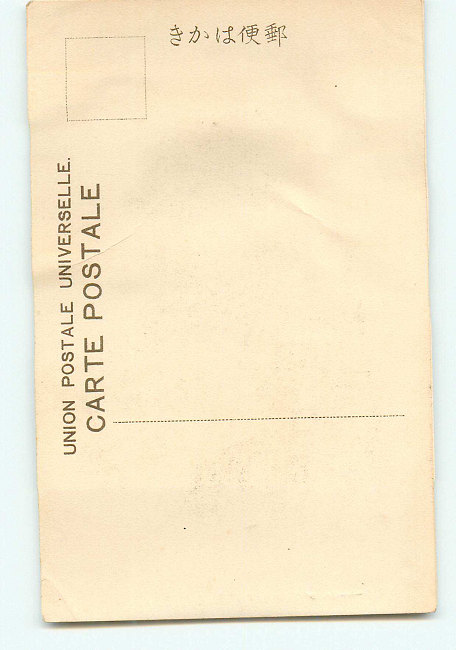 きかは便郵
UNION POSTALE UNIVERSELLE.
CARTE POSTALE